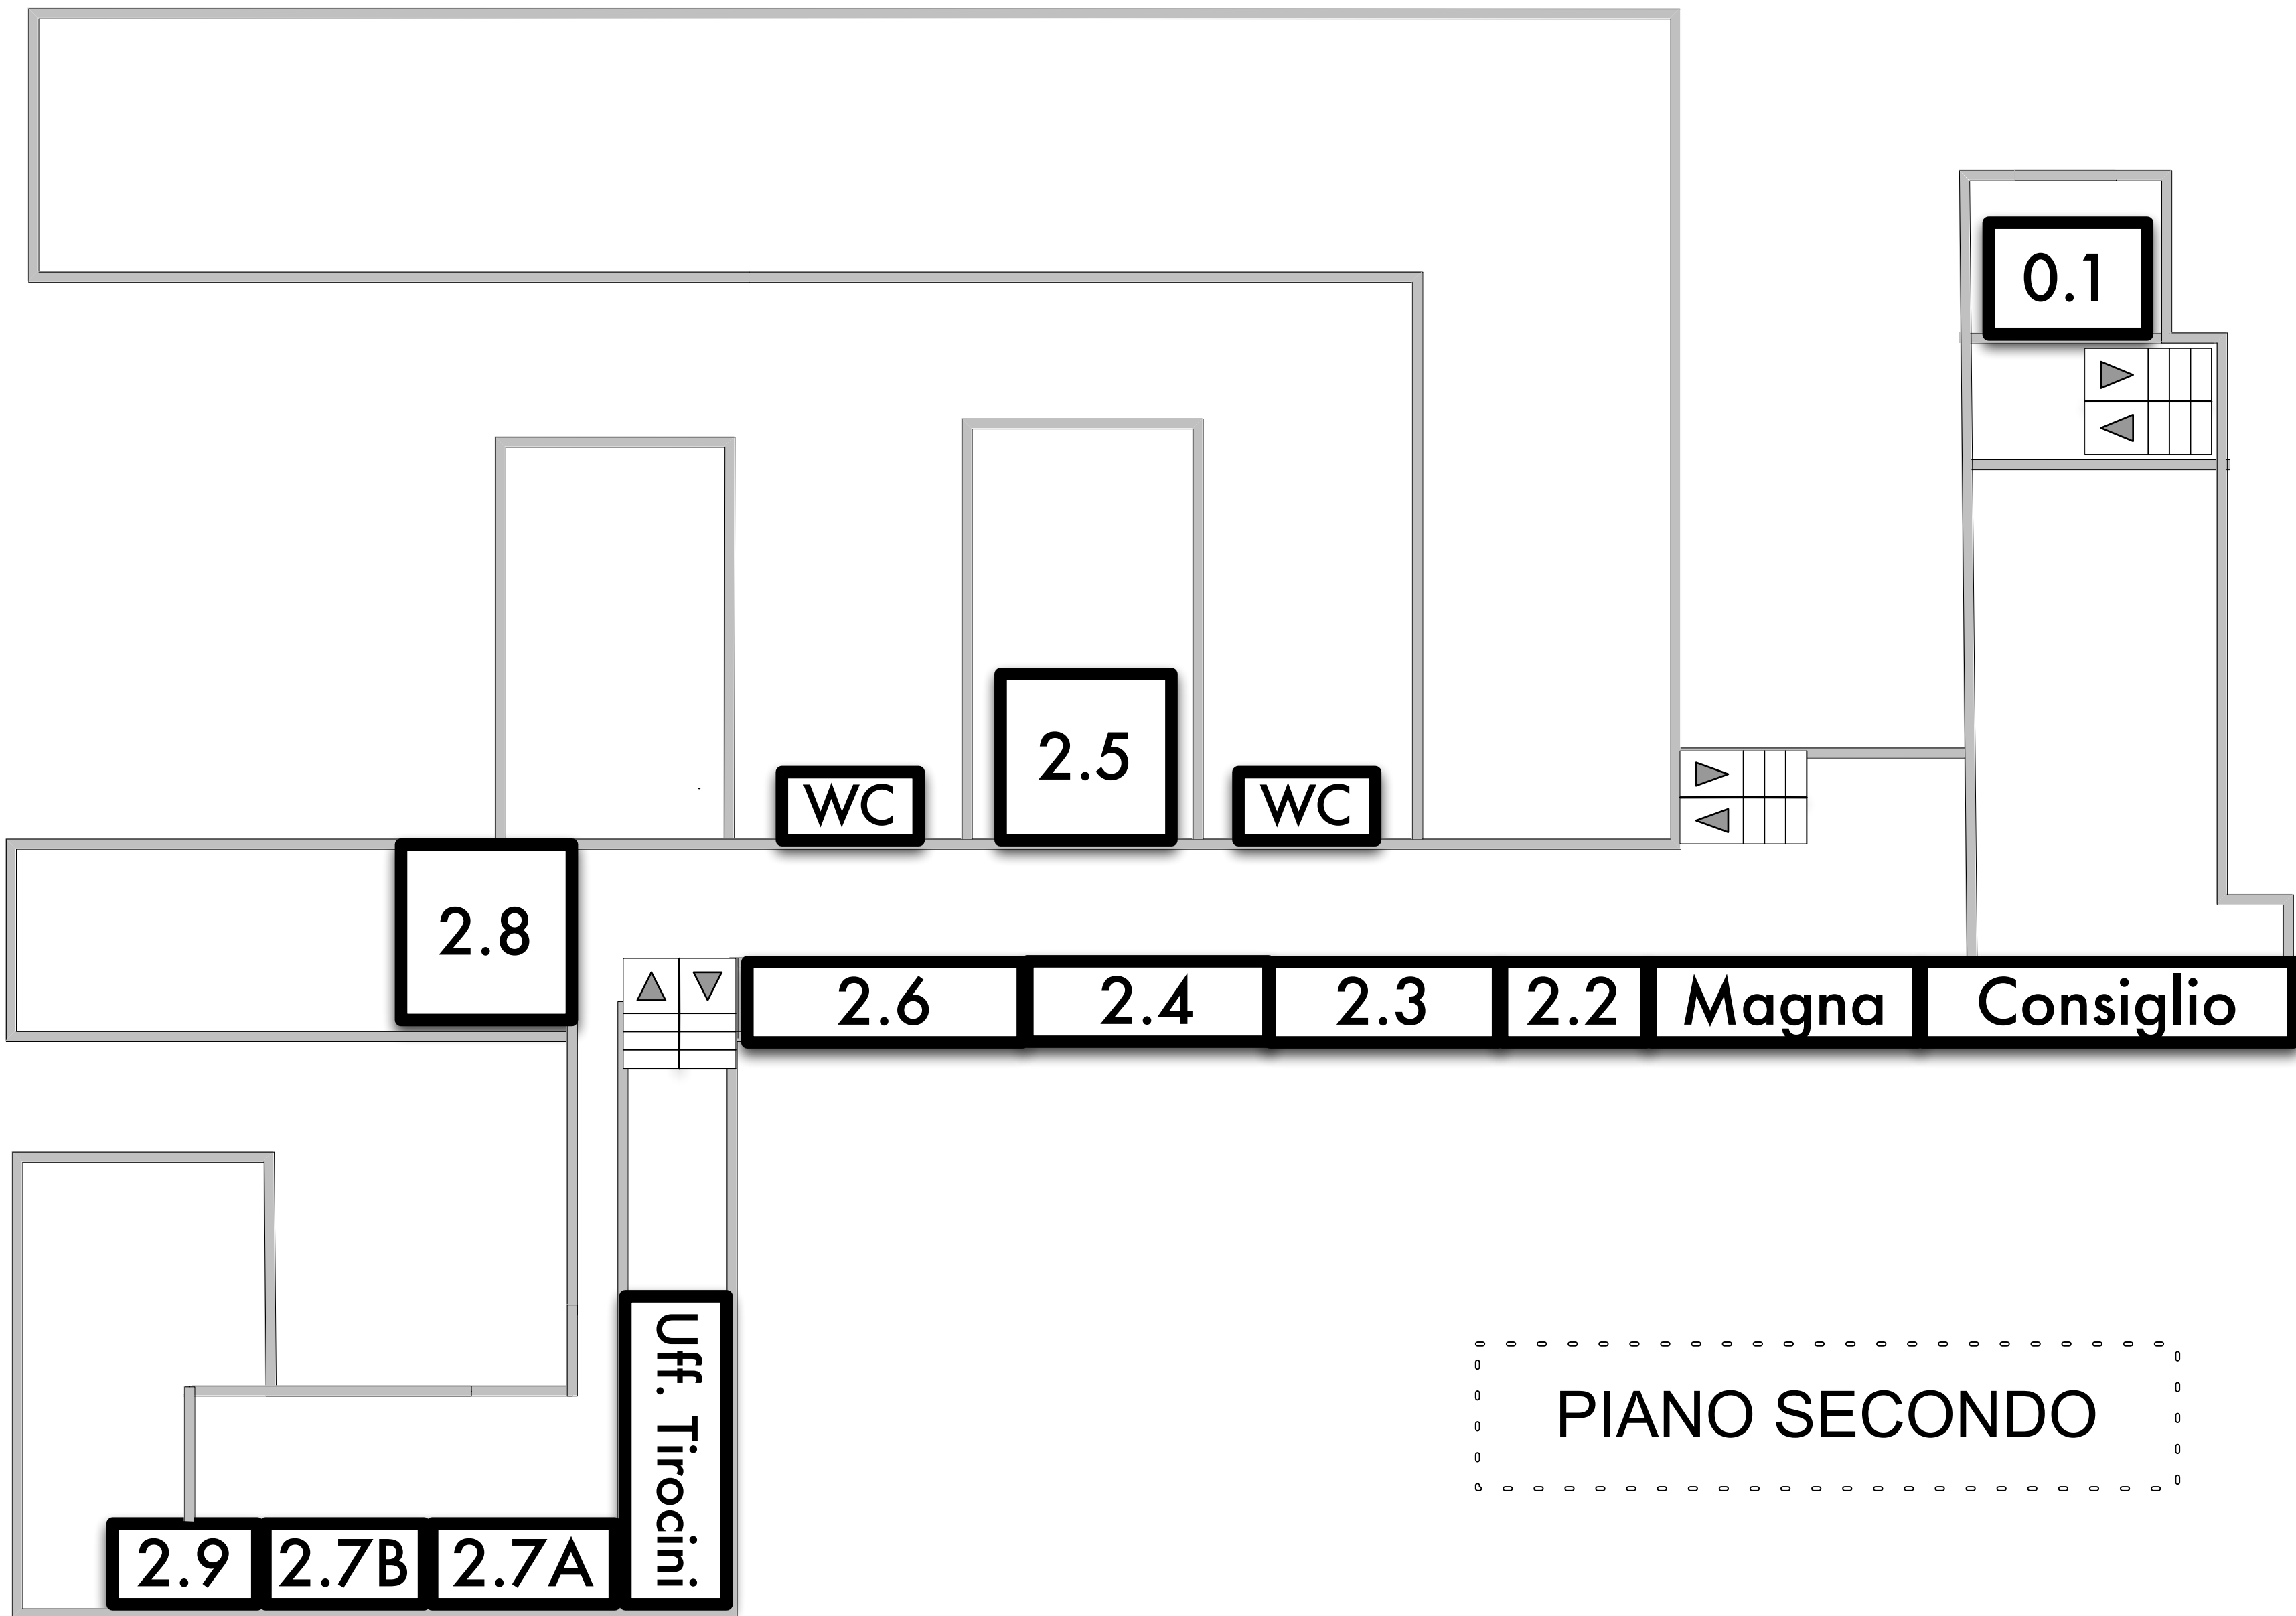 0.1
2.5
WC
WC
2.8
2.6
2.4
2.3
2.2
Magna
Consiglio
Uff. Tirocini
PIANO SECONDO
2.9
2.7B
2.7A